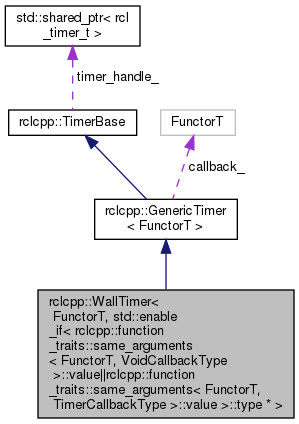 std::shared_ptr< rcl
_timer_t >
timer_handle_
rclcpp::TimerBase
FunctorT
callback_
rclcpp::GenericTimer
< FunctorT >
rclcpp::WallTimer<
FunctorT, std::enable
_if< rclcpp::function
_traits::same_arguments
< FunctorT, VoidCallbackType
>::value||rclcpp::function
_traits::same_arguments< FunctorT,
TimerCallbackType >::value >::type * >